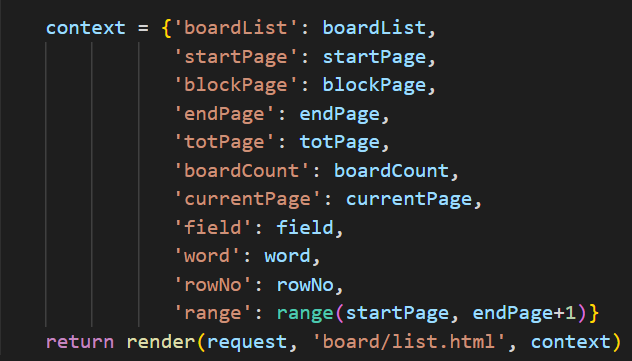 context = {'boardList': boardList,
'startPage': startPage,
'blockPage': blockPage,
'endPage': endPage,
'totPage': totPage,
'boardCount': boardCount,
'currentPage': currentPage,
'field': field,
'word': word,
'rowNo': rowNo,
'range': range(startPage, endPage+1)}
return render(request, 'board/list.html', context)